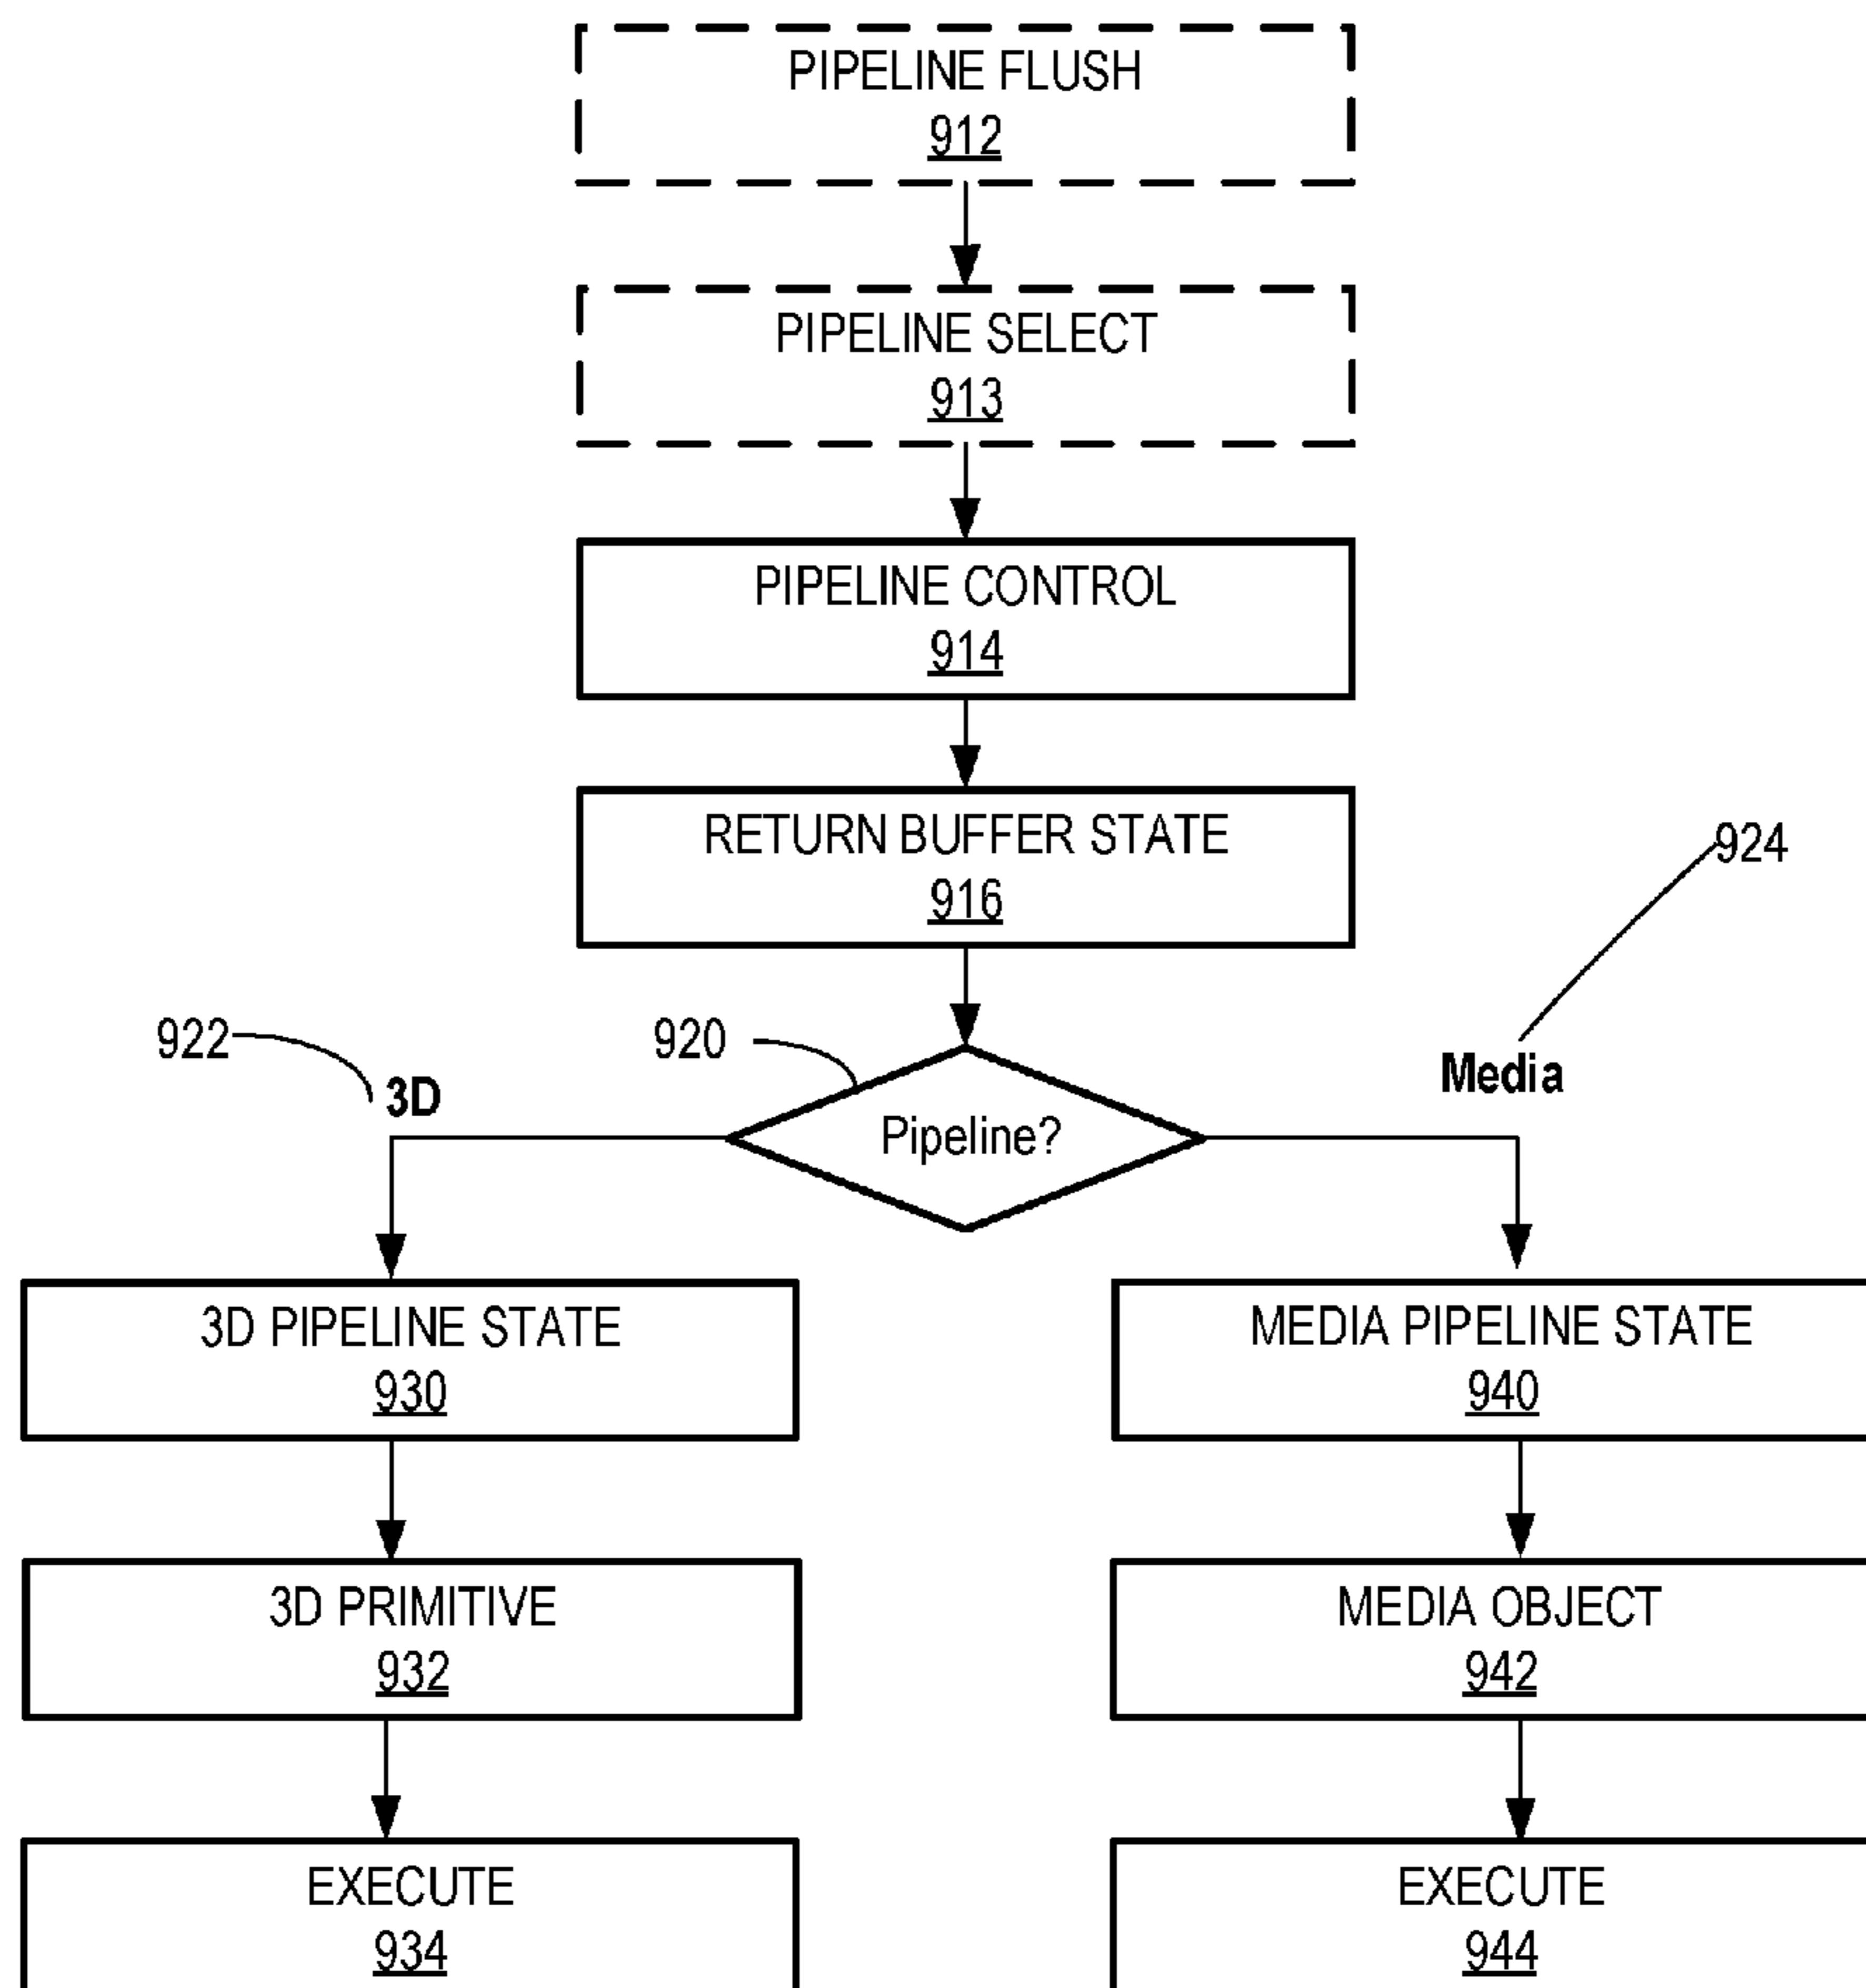 PIPELINE FLUSH
912
PIPELINE SELECT
913
PIPELINE CONTROL
914
RETURN BUFFER STATE
916
924
922
920
3D
Media
Pipeline?
3D PIPELINE STATE
930
MEDIA PIPELINE STATE
940
3D PRIMITIVE
932
MEDIA OBJECT
942
EXECUTE
934
EXECUTE
944